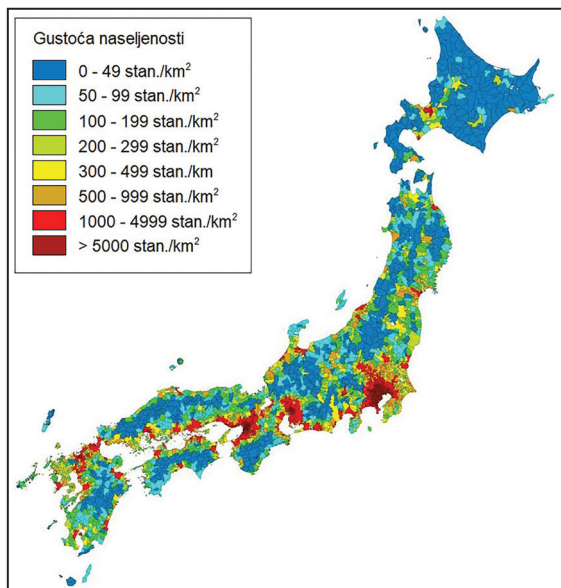 Gustoća naseljenosti
0 - 49 stan./km²
50 - 99 stan./km²
100 - 199 stan./km²
200 - 299 stan./km²
300 - 499 stan./km
500 - 999 stan./km²
1000 - 4999 stan./km²
> 5000 stan./km²